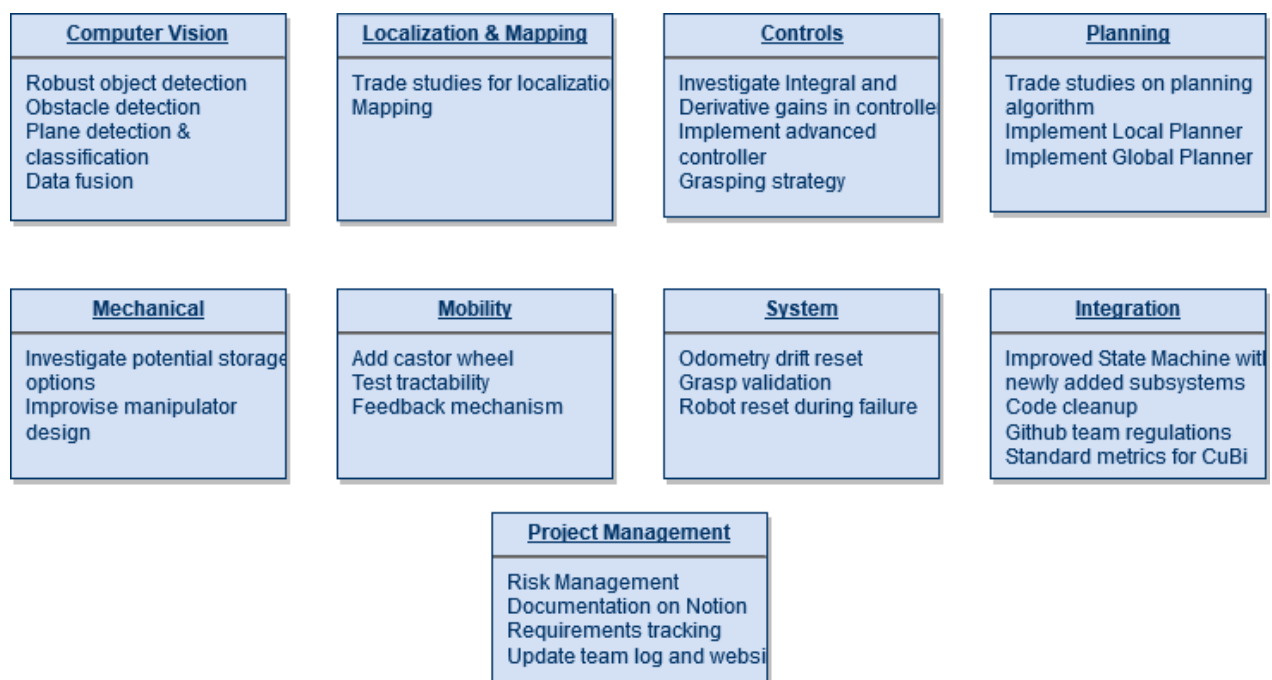 Computer Vision
Robust object detection
Obstacle detection
Plane detection &
classification
Data fusion
Localization & Mapping
Trade studies for localizatio
Mapping
Controls
Investigate Integral and
Derivative gains in controller
Implement advanced
controller
Grasping strategy
Planning
Trade studies on planning
algorithm
Implement Local Planner
Implement Global Planner
Mechanical
Investigate potential storage
options
Improvise manipulator
design
Mobility
Add castor wheel
Test tractability
Feedback mechanism
System
Odometry drift reset
Grasp validation
Robot reset during failure
Integration
Improved State Machine with
newly added subsystems
Code cleanup
Github team regulations
Standard metrics for CuBi
Project Management
Risk Management
Documentation on Notion
Requirements tracking
Update team log and websi